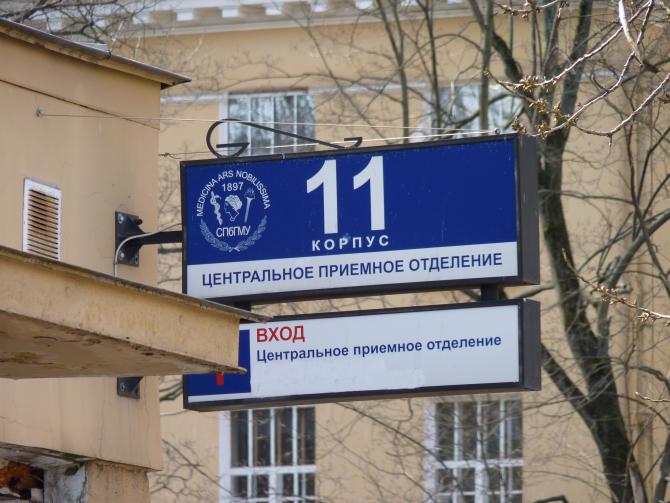 MEDICINA ARS NOBILISSIMA
1897
СПбГМУ
11
КОРПУС
ЦЕНТРАЛЬНОЕ ПРИЕМНОЕ ОТДЕЛЕНИЕ
ВХОД
Центральное приемное отделение